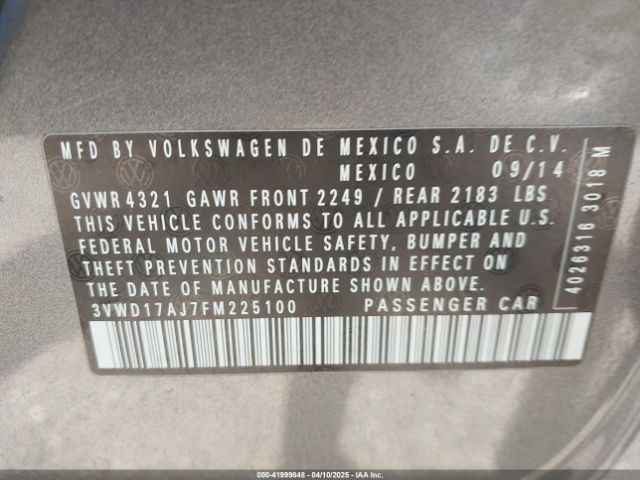 MFD BY VOLKSWAGEN DE MEXICO S.A. DE C.V.
MEXICO 09/14
GVWR 4321 GAWR FRONT 2249 / REAR 2183 LBS
THIS VEHICLE CONFORMS TO ALL APPLICABLE U.S.
FEDERAL MOTOR VEHICLE SAFETY, BUMPER AND
THEFT PREVENTION STANDARDS IN EFFECT ON
THE DATE OF MANUFACTURE SHOWN ABOVE.
3VWD17AJ7FM225100 PASSENGER CAR
4026316 3018 M
000-41999848 - 04/10/2025 - IAA Inc.